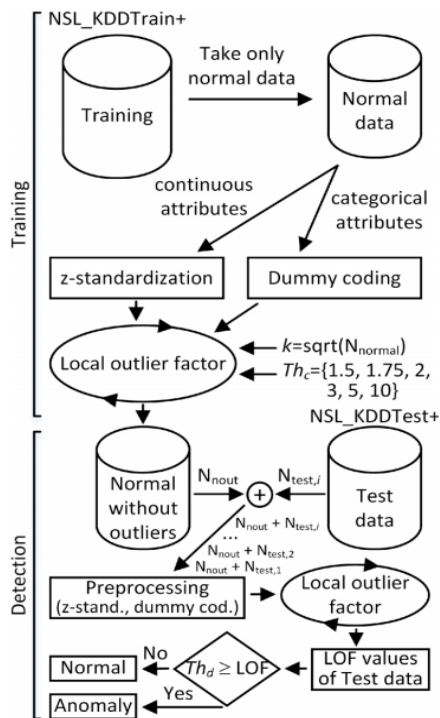 NSL_KDDTrain+
Take only
normal data
Training
Normal
data
continuous
attributes
categorical
attributes
Training
z-standardization
Dummy coding
Local outlier factor
k=sqrt(Nnormal)
Thc={1.5, 1.75, 2,
3, 5, 10}
NSL_KDDTest+
Detection
Normal
without
outliers
Nnout
+
Ntest,i
Test
data
Nnout + Ntest,i
...
Nnout + Ntest,2
Nnout + Ntest,1
Preprocessing
(z-stand., dummy cod.)
Local outlier
factor
Normal
No
Thd ≥ LOF
LOF values
of Test data
Anomaly
Yes